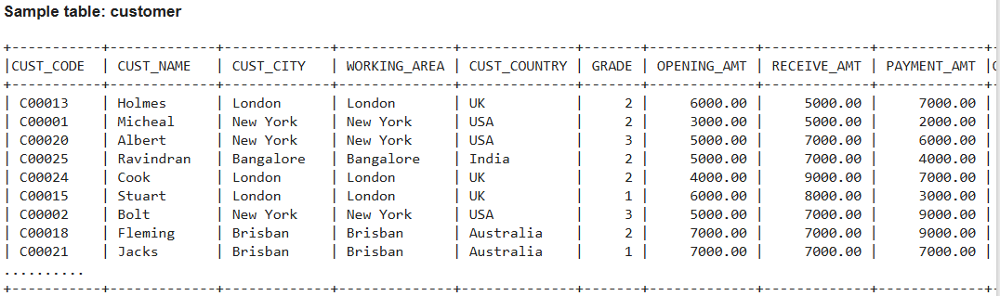 Sample table: customer
+-----------+-------------+-------------+--------------+--------------+-------+-------------+-------------+-------------+-
|CUST_CODE  | CUST_NAME   | CUST_CITY   | WORKING_AREA | CUST_COUNTRY | GRADE | OPENING_AMT | RECEIVE_AMT | PAYMENT_AMT |
+-----------+-------------+-------------+--------------+--------------+-------+-------------+-------------+-------------+-
| C00013    | Holmes      | London      | London       | UK           |     2 |     6000.00 |     5000.00 |     7000.00 |
| C00001    | Micheal     | New York    | New York     | USA          |     2 |     3000.00 |     5000.00 |     2000.00 |
| C00020    | Albert      | New York    | New York     | USA          |     3 |     5000.00 |     7000.00 |     6000.00 |
| C00025    | Ravindran   | Bangalore   | Bangalore    | India        |     2 |     5000.00 |     7000.00 |     4000.00 |
| C00024    | Cook        | London      | London       | UK           |     2 |     4000.00 |     9000.00 |     7000.00 |
| C00015    | Stuart      | London      | London       | UK           |     1 |     6000.00 |     8000.00 |     3000.00 |
| C00002    | Bolt        | New York    | New York     | USA          |     3 |     5000.00 |     7000.00 |     9000.00 |
| C00018    | Fleming     | Brisban     | Brisban      | Australia    |     2 |     7000.00 |     7000.00 |     9000.00 |
| C00021    | Jacks       | Brisban     | Brisban      | Australia    |     1 |     7000.00 |     7000.00 |     7000.00 |
..........
+-----------+-------------+-------------+--------------+--------------+-------+-------------+-------------+-------------+-